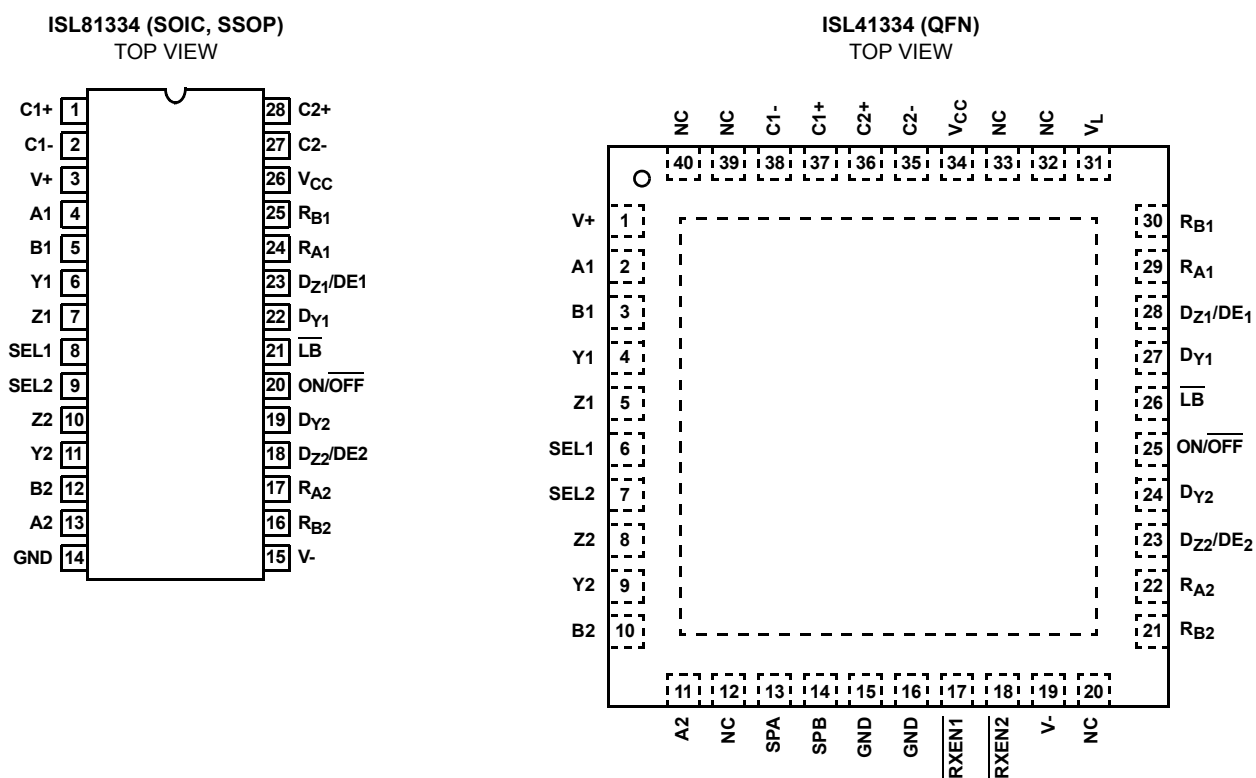 ISL81334 (SOIC, SSOP)
TOP VIEW
C1+ 1
C1- 2
V+ 3
A1 4
B1 5
Y1 6
Z1 7
SEL1 8
SEL2 9
Z2 10
Y2 11
B2 12
A2 13
GND 14
28 C2+
27 C2-
26 VCC
25 RB1
24 RA1
23 DZ1/DE1
22 DY1
21 LB
20 ON/OFF
19 DY2
18 DZ2/DE2
17 RA2
16 RB2
15 V-
ISL41334 (QFN)
TOP VIEW
NC NC C1- C1+ C2+ C2- VCC NC NC VL
40 39 38 37 36 35 34 33 32 31
V+ 1
A1 2
B1 3
Y1 4
Z1 5
SEL1 6
SEL2 7
Z2 8
Y2 9
B2 10
30 RB1
29 RA1
28 DZ1/DE1
27 DY1
26 LB
25 ON/OFF
24 DY2
23 DZ2/DE2
22 RA2
21 RB2
11 12 13 14 15 16 17 18 19 20
A2 NC SPA SPB GND GND RXEN1 RXEN2 V- NC